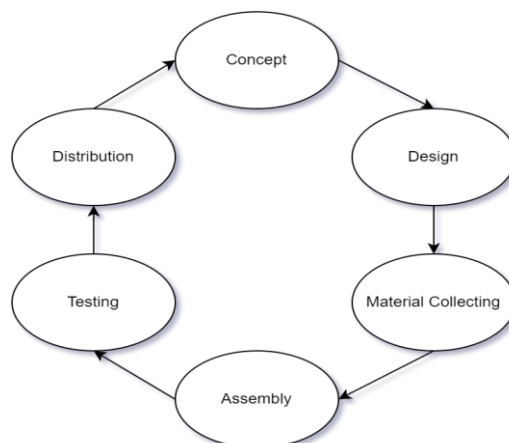 Concept
Design
Material Collecting
Assembly
Testing
Distribution